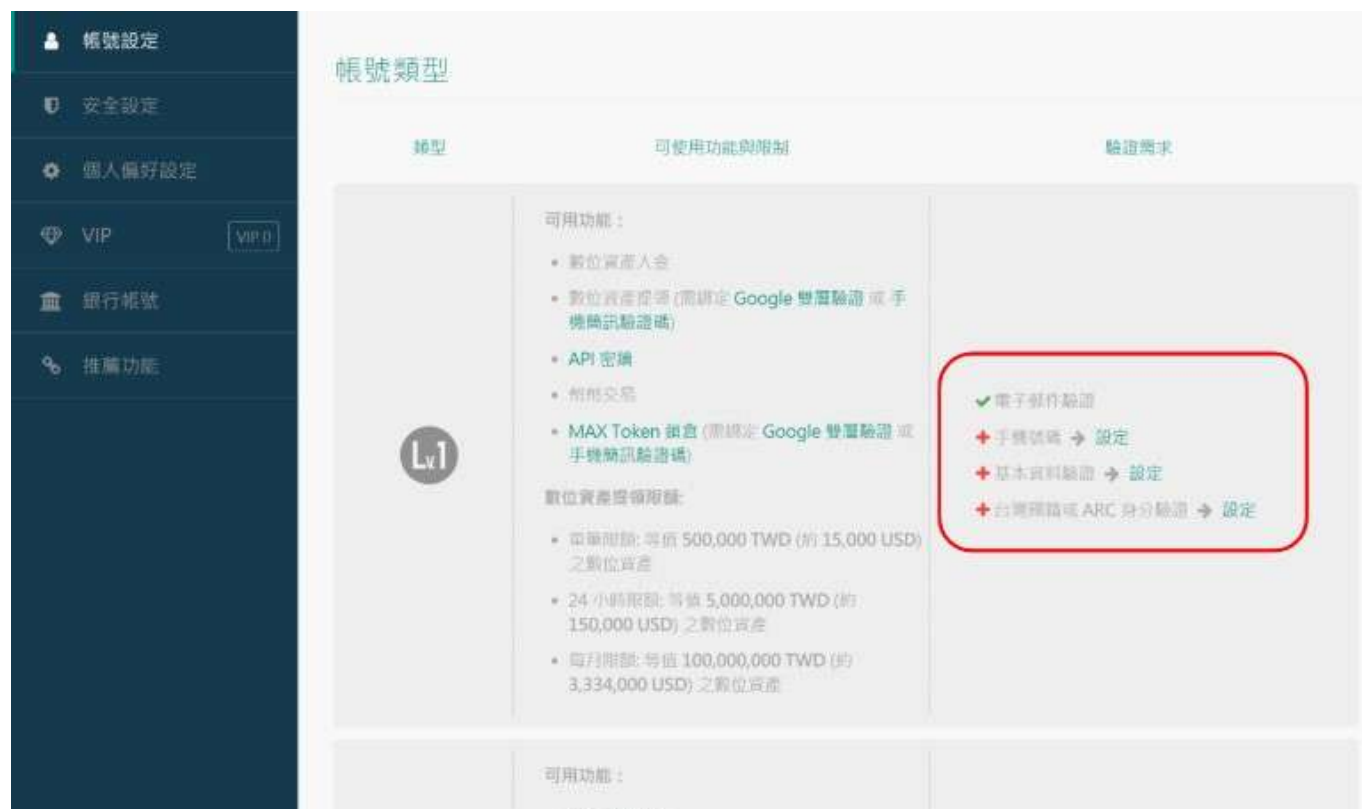 帳號設定
安全設定
個人偏好設定
VIP
VIP 0
銀行帳號
推薦功能
帳號類型
類型
可使用功能與限制
驗證需求
Lv.1
可用功能：
• 數位資產入金
• 數位資產提領 (需綁定 Google 雙層驗證 或 手
機簡訊驗證碼)
• API 密鑰
• 幣幣交易
• MAX Token 鎖倉 (需綁定 Google 雙層驗證 或
手機簡訊驗證碼)
數位資產提領限額:
• 單筆限額: 等值 500,000 TWD (約 15,000 USD)
之數位資產
• 24 小時限額: 等值 5,000,000 TWD (約
150,000 USD) 之數位資產
• 每月限額: 等值 100,000,000 TWD (約
3,334,000 USD) 之數位資產
電子郵件驗證
手機號碼 → 設定
基本資料驗證 → 設定
台灣國籍或 ARC 身分驗證 → 設定
可用功能：